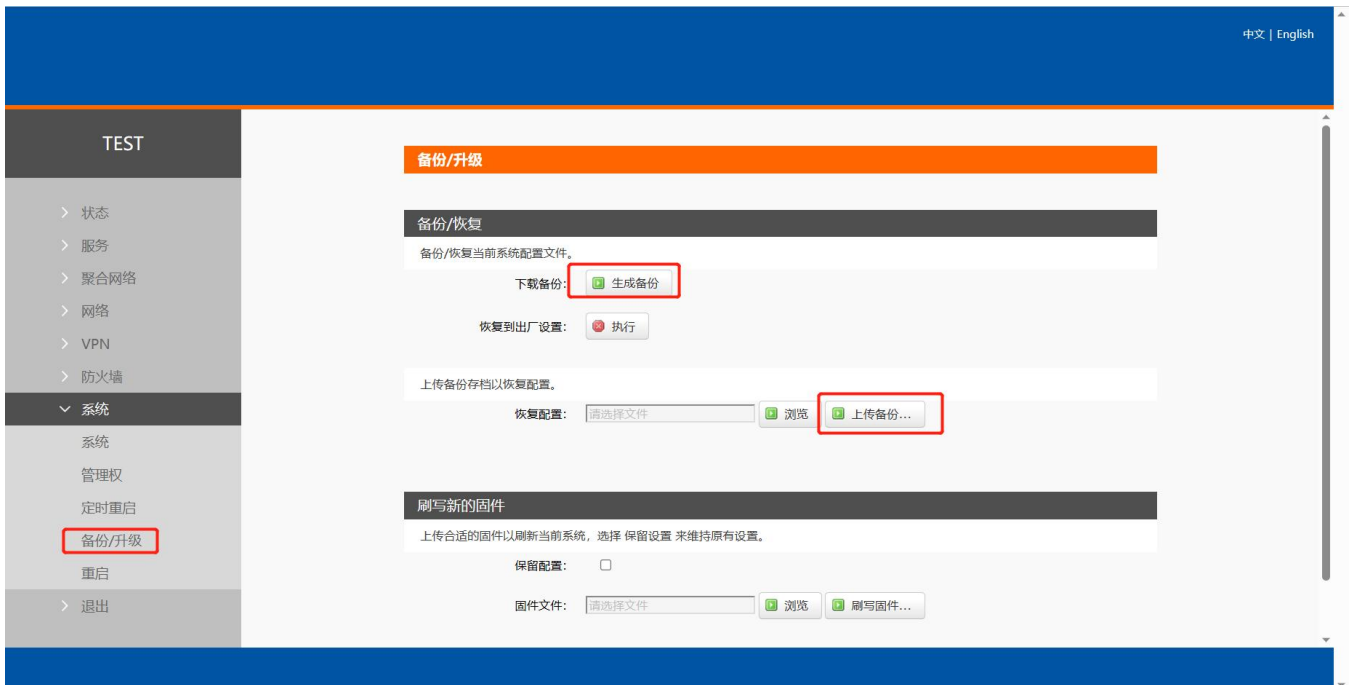 中文 | English
TEST
状态
服务
聚合网络
网络
VPN
防火墙
系统
系统
管理权
定时重启
备份/升级
重启
退出
备份/升级
备份/恢复
备份/恢复当前系统配置文件。
下载备份: 生成备份
恢复到出厂设置: 执行
上传备份存档以恢复配置。
恢复配置: 请选择文件 浏览 上传备份...
刷写新的固件
上传合适的固件以刷新当前系统，选择 保留设置 来维持原有设置。
保留配置:
固件文件: 请选择文件 浏览 刷写固件...